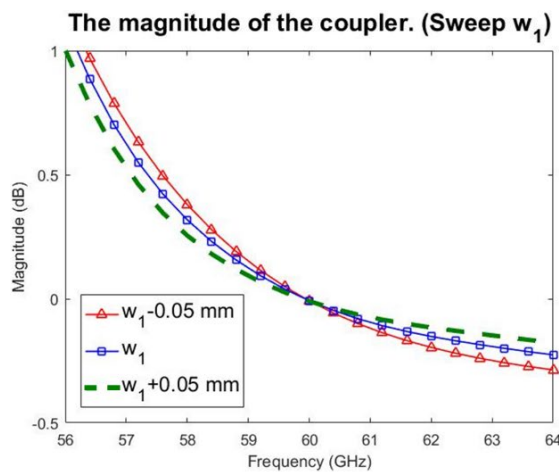 The magnitude of the coupler. (Sweep w₁)
1
0.5
0
-0.5
Magnitude (dB)
w₁-0.05 mm
w₁
w₁+0.05 mm
56 57 58 59 60 61 62 63 64
Frequency (GHz)